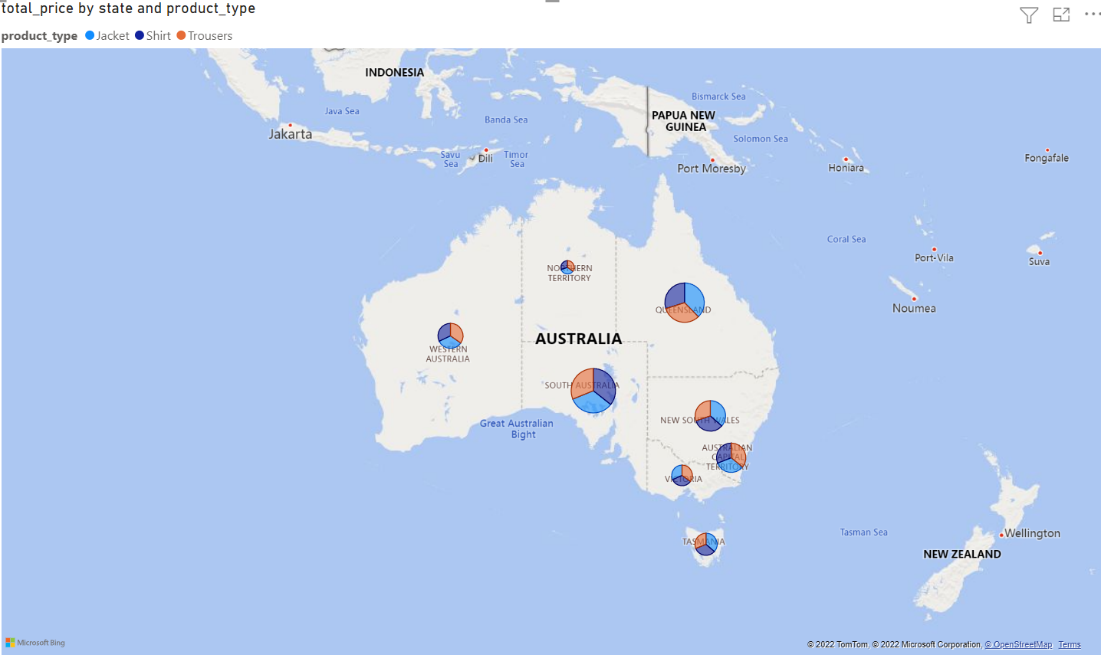 total_price by state and product_type
product_type Jacket Shirt Trousers
INDONESIA
Bismarck Sea
Java Sea
PAPUA NEW
GUINEA
Banda Sea
Jakarta
Solomon Sea
Savu
Sea
Dili
Timor
Sea
Port Moresby
Honiara
Fongafale
Coral Sea
Port-Vila
Suva
NORTHERN
TERRITORY
Noumea
QUEENSLAND
AUSTRALIA
WESTERN
AUSTRALIA
SOUTH AUSTRALIA
NEW SOUTH WALES
Great Australian
Bight
AUSTRALIAN
CAPITAL
TERRITORY
VICTORIA
TASMANIA
Tasman Sea
Wellington
NEW ZEALAND
Microsoft Bing
© 2022 TomTom, © 2022 Microsoft Corporation, © OpenStreetMap Terms